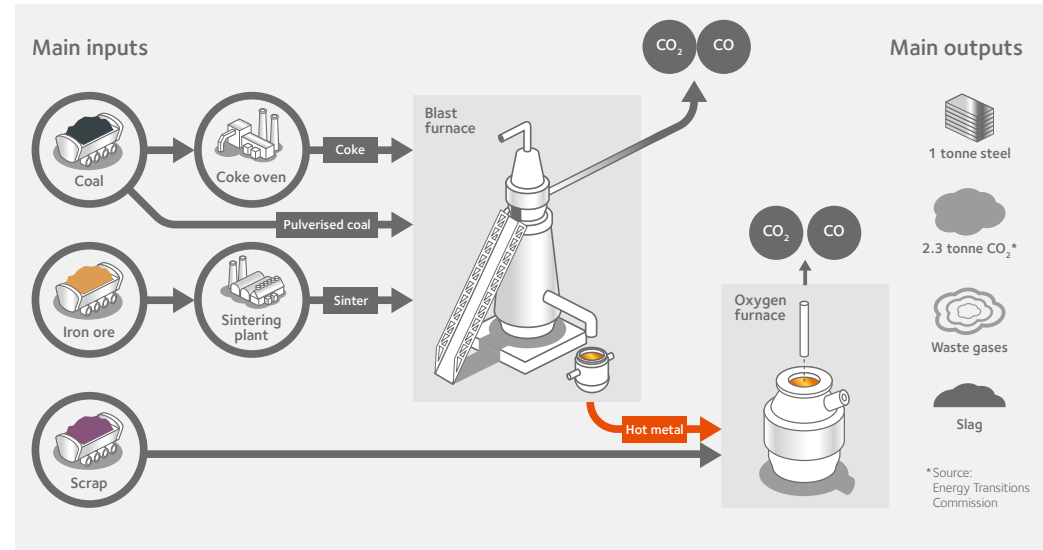 Main inputs
CO2
CO
Main outputs
Blast
furnace
Coal
Coke oven
Coke
1 tonne steel
Pulverised coal
CO2
CO
2.3 tonne CO2*
Iron ore
Sintering
plant
Sinter
Oxygen
furnace
Waste gases
Hot metal
Slag
Scrap
*Source:
Energy Transitions
Commission